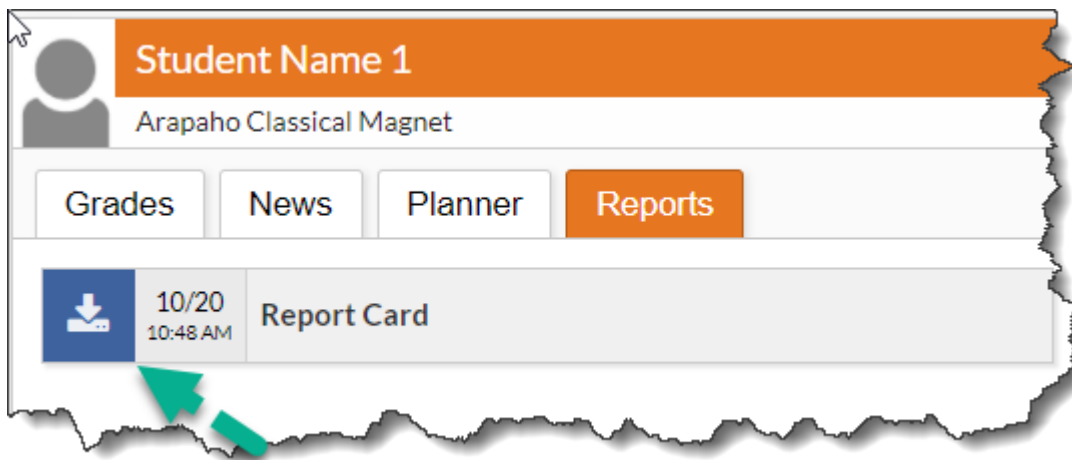 Student Name 1
Arapaho Classical Magnet
Grades News Planner Reports
10/20
10:48 AM
Report Card